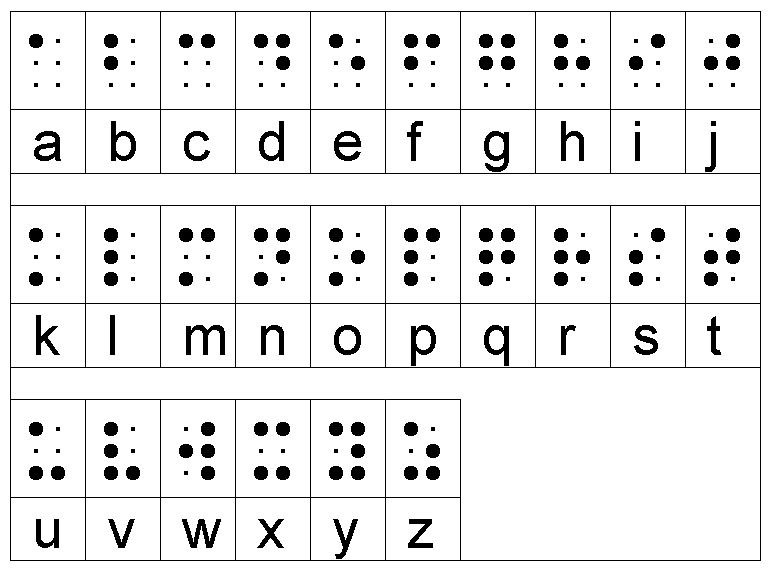 ⠁ ⠃ ⠉ ⠙ ⠑ ⠋ ⠛ ⠓ ⠊ ⠚
a b c d e f g h i j
⠅ ⠇ ⠍ ⠝ ⠕ ⠏ ⠟ ⠗ ⠎ ⠞
k l m n o p q r s t
⠥ ⠧ ⠺ ⠭ ⠽ ⠵
u v w x y z